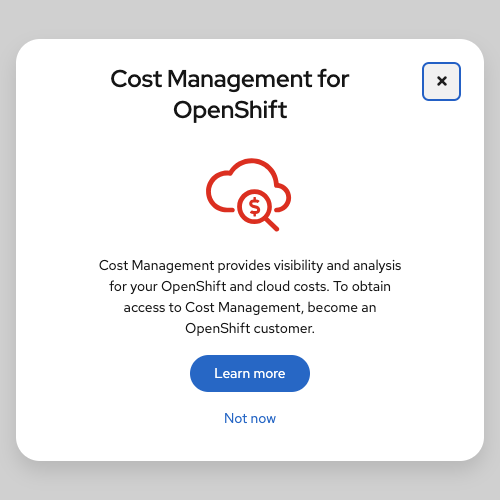 Cost Management for
OpenShift
$
Cost Management provides visibility and analysis
for your OpenShift and cloud costs. To obtain
access to Cost Management, become an
OpenShift customer.
Learn more
Not now